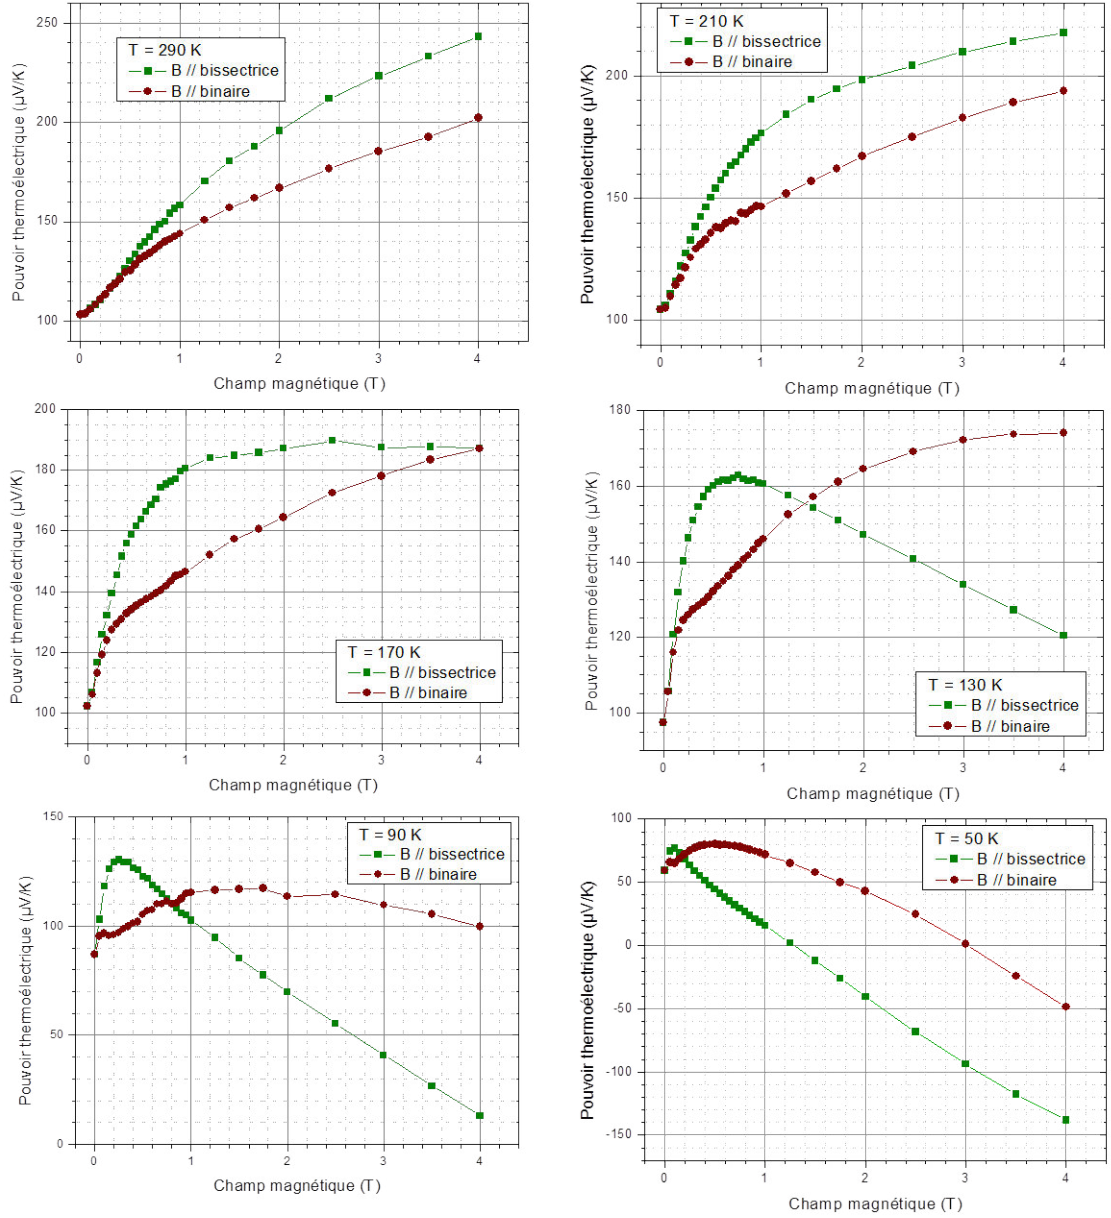 T = 290 K
B // bissectrice
B // binaire
Pouvoir thermoélectrique (µV/K)
250
200
150
100
0 1 2 3 4
Champ magnétique (T)
T = 210 K
B // bissectrice
B // binaire
Pouvoir thermoélectrique (µV/K)
200
150
100
0 1 2 3 4
Champ magnétique (T)
T = 170 K
B // bissectrice
B // binaire
Pouvoir thermoélectrique (µV/K)
200
180
160
140
120
100
0 1 2 3 4
Champ magnétique (T)
T = 130 K
B // bissectrice
B // binaire
Pouvoir thermoélectrique (µV/K)
180
160
140
120
100
0 1 2 3 4
Champ magnétique (T)
T = 90 K
B // bissectrice
B // binaire
Pouvoir thermoélectrique (µV/K)
150
100
50
0
0 1 2 3 4
Champ magnétique (T)
T = 50 K
B // bissectrice
B // binaire
Pouvoir thermoélectrique (µV/K)
100
50
0
-50
-100
-150
0 1 2 3 4
Champ magnétique (T)